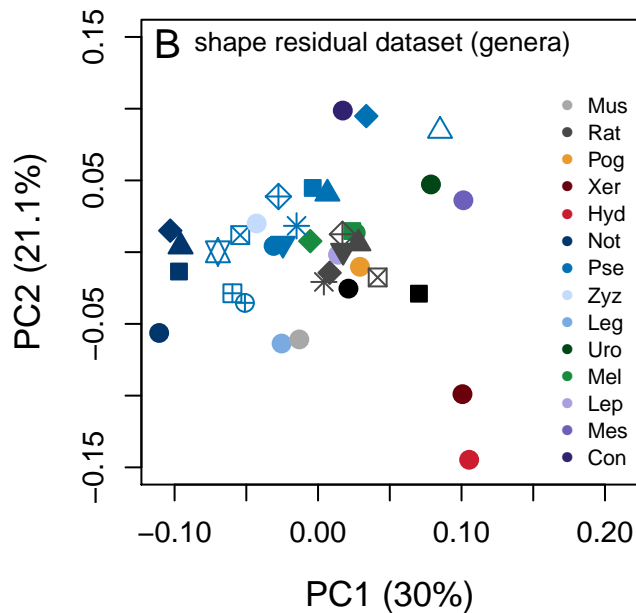 B shape residual dataset (genera)
0.15
0.05
−0.05
−0.15
PC2 (21.1%)
−0.10
0.00
0.10
0.20
PC1 (30%)
Mus
Rat
Pog
Xer
Hyd
Not
Pse
Zyz
Leg
Uro
Mel
Lep
Mes
Con